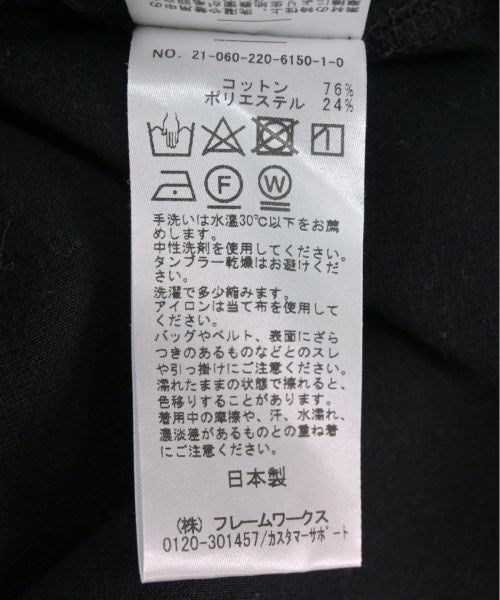 NO. 21-060-220-6150-1-0
コットン 76%
ポリエステル 24%
F
W
手洗いは水温30℃以下をお薦
めします。
中性洗剤を使用してください。
タンブラー乾燥はお避けくだ
さい。
洗濯で多少縮みます。
アイロンは当て布を使用して
ください。
バッグやベルト、表面にざら
つきのあるものなどとのスレ
や引っ掛けにご注意ください。
濡れたままの状態で擦れると、
色移りすることがあります。
着用中の摩擦や、汗、水濡れ、
濃淡差があるものとの重ね着
にご注意ください。
日本製
(株) フレームワークス
0120-301457/カスタマーサポート